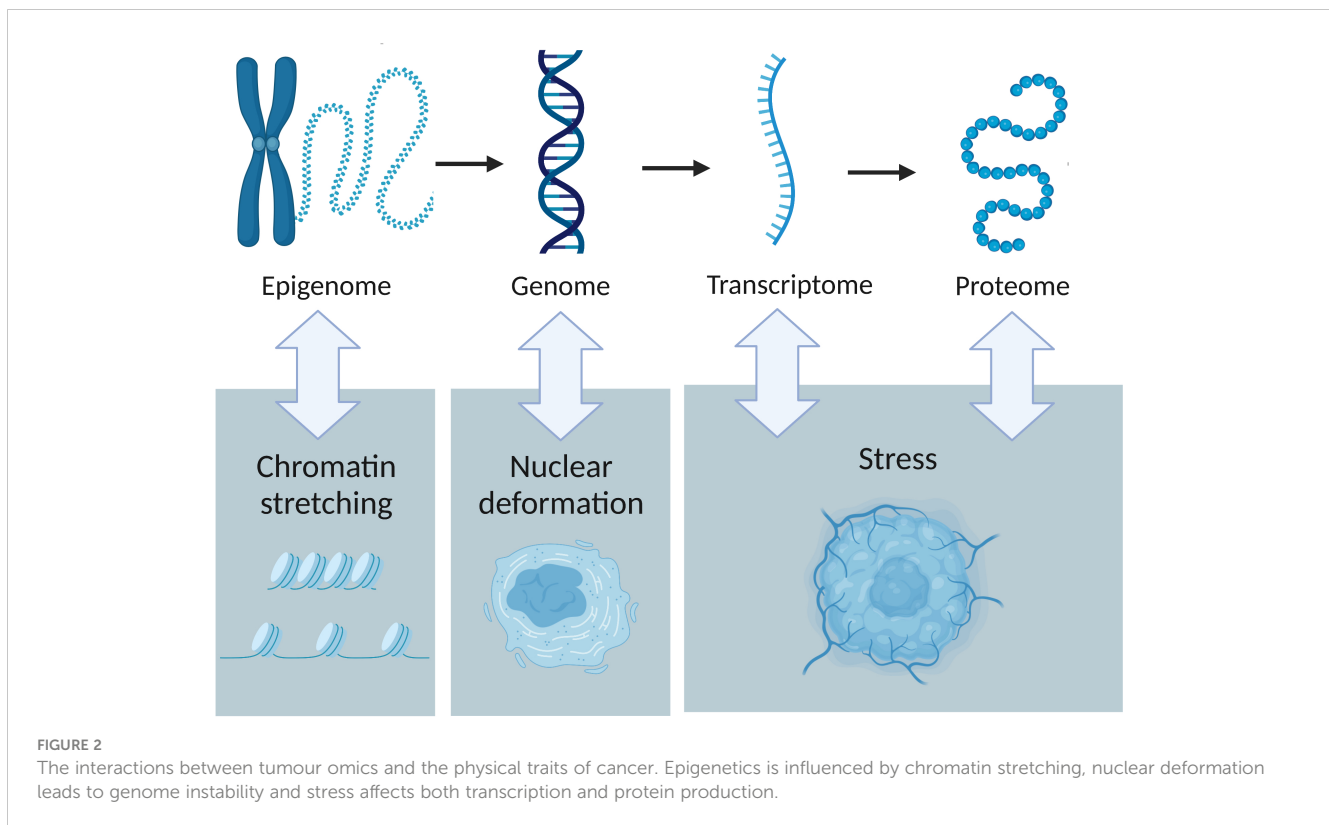 Epigenome
Genome
Transcriptome
Proteome
Chromatin
stretching
Nuclear
deformation
Stress
FIGURE 2
The interactions between tumour omics and the physical traits of cancer. Epigenetics is influenced by chromatin stretching, nuclear deformation
leads to genome instability and stress affects both transcription and protein production.